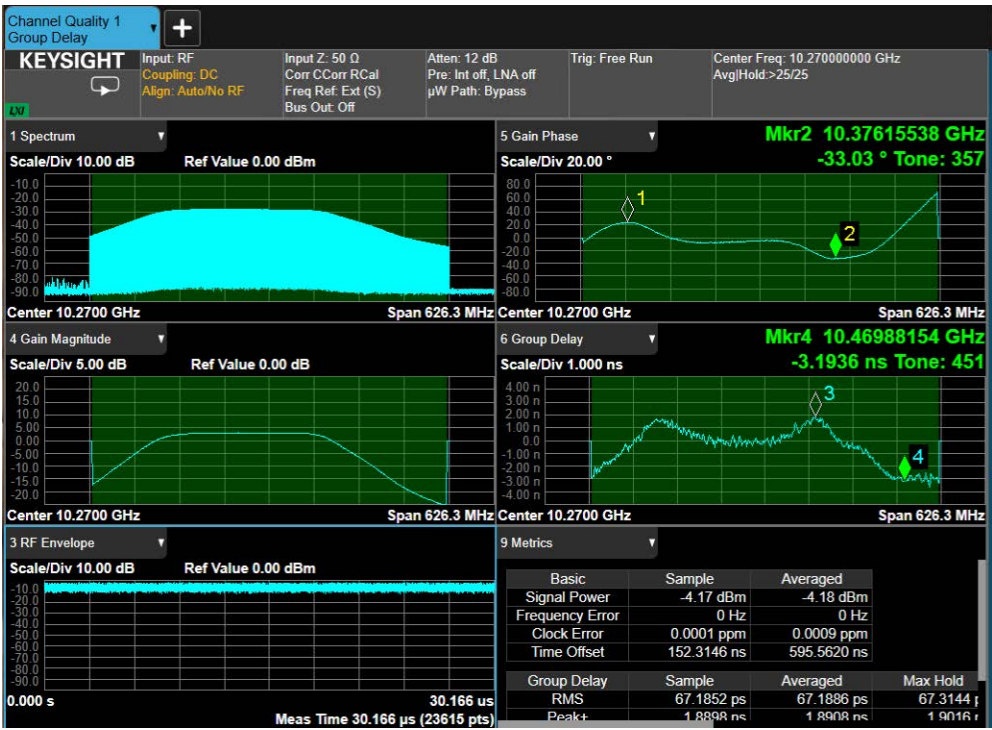 Channel Quality 1
Group Delay
KEYSIGHT
LXI
Input: RF
Coupling: DC
Align: Auto/No RF
Input Z: 50 Ω
Corr CCorr RCal
Freq Ref: Ext (S)
Bus Out: Off
Atten: 12 dB
Pre: Int off, LNA off
µW Path: Bypass
Trig: Free Run
Center Freq: 10.270000000 GHz
Avg|Hold:>25/25
1 Spectrum
Scale/Div 10.00 dB Ref Value 0.00 dBm
-10.0
-20.0
-30.0
-40.0
-50.0
-60.0
-70.0
-80.0
-90.0
Center 10.2700 GHz Span 626.3 MHz
5 Gain Phase
Mkr2 10.37615538 GHz
Scale/Div 20.00 ° -33.03 ° Tone: 357
80.0
60.0
40.0
20.0
0.0
-20.0
-40.0
-60.0
-80.0
1
2
Center 10.2700 GHz Span 626.3 MHz
4 Gain Magnitude
Scale/Div 5.00 dB Ref Value 0.00 dB
20.0
15.0
10.0
5.00
0.00
-5.00
-10.0
-15.0
-20.0
Center 10.2700 GHz Span 626.3 MHz
6 Group Delay
Mkr4 10.46988154 GHz
Scale/Div 1.000 ns -3.1936 ns Tone: 451
4.00 n
3.00 n
2.00 n
1.00 n
0.0
-1.00 n
-2.00 n
-3.00 n
-4.00 n
3
4
Center 10.2700 GHz Span 626.3 MHz
3 RF Envelope
Scale/Div 10.00 dB Ref Value 0.00 dBm
-10.0
-20.0
-30.0
-40.0
-50.0
-60.0
-70.0
-80.0
-90.0
0.000 s 30.166 us
Meas Time 30.166 µs (23615 pts)
9 Metrics
Basic Sample Averaged
Signal Power -4.17 dBm -4.18 dBm
Frequency Error 0 Hz 0 Hz
Clock Error 0.0001 ppm 0.0009 ppm
Time Offset 152.3146 ns 595.5620 ns
Group Delay Sample Averaged Max Hold
RMS 67.1852 ps 67.1886 ps 67.3144
Peak+ 1.8898 ns 1.8908 ns 1.9016